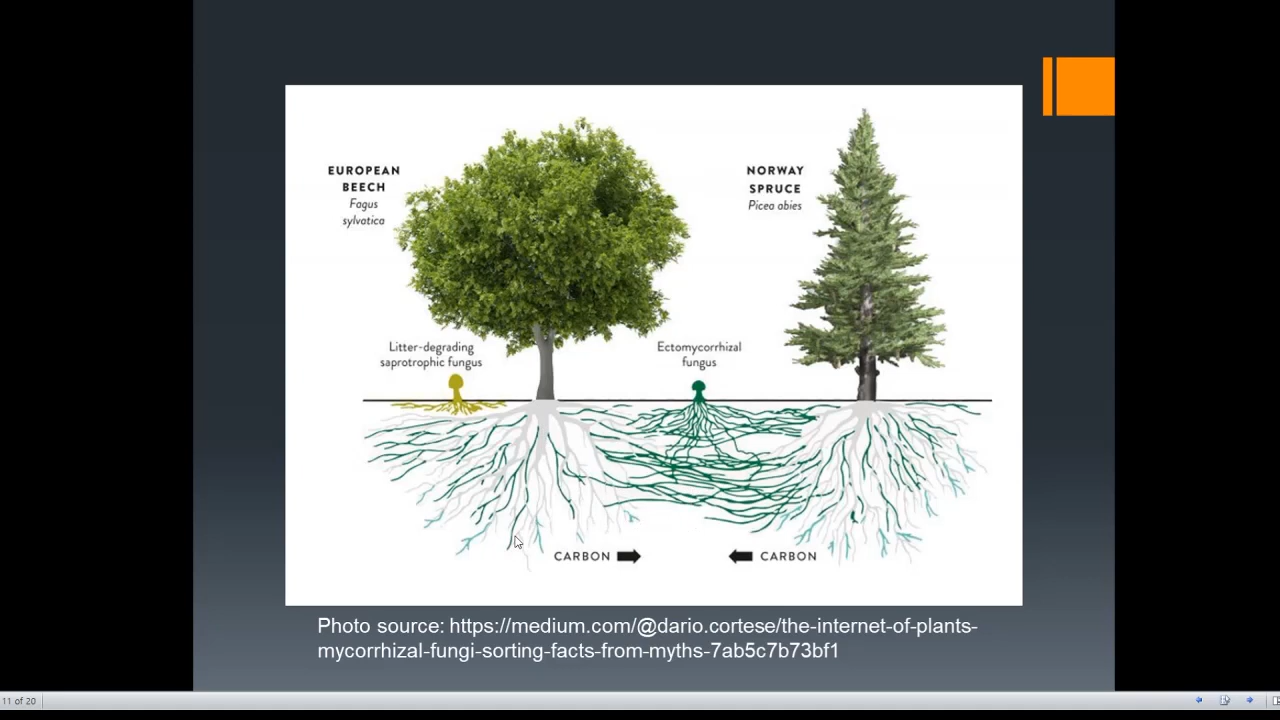 EUROPEAN
BEECH
Fagus
sylvatica
NORWAY
SPRUCE
Picea abies
Litter-degrading
saprotrophic fungus
Ectomycorrhizal
fungus
CARBON
CARBON
Photo source: https://medium.com/@dario.cortese/the-internet-of-plants-
mycorrhizal-fungi-sorting-facts-from-myths-7ab5c7b73bf1
11 of 20